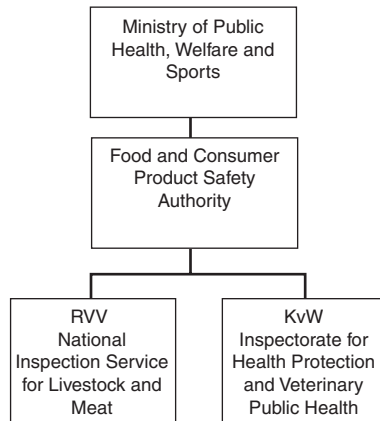 Ministry of Public
Health, Welfare and
Sports
Food and Consumer
Product Safety
Authority
RVV
National
Inspection Service
for Livestock and
Meat
KvW
Inspectorate for
Health Protection
and Veterinary
Public Health